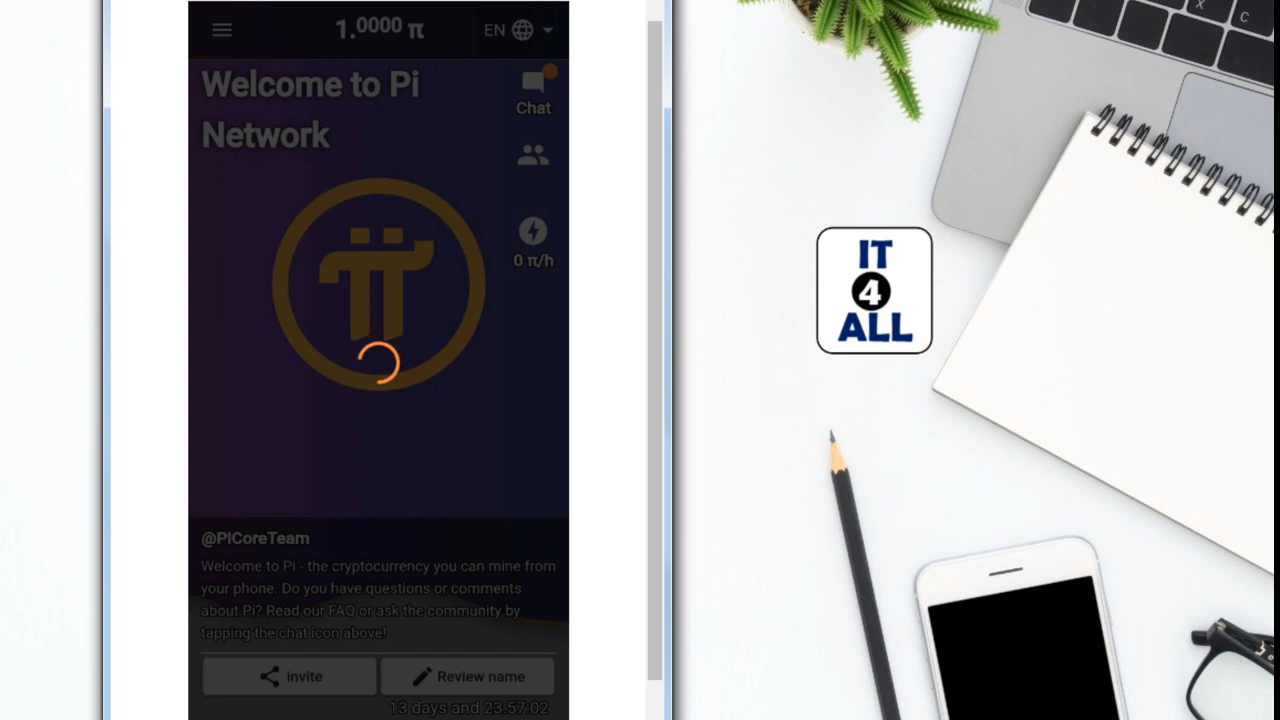 1.0000 π
EN
Welcome to Pi
Network
Chat
0 π/h
@PiCoreTeam
Welcome to Pi - the cryptocurrency you can mine from
your phone. Do you have questions or comments
about Pi? Read our FAQ or ask the community by
tapping the chat icon above!
invite
Review name
13 days and 23:57:02
IT
4
ALL
X
C